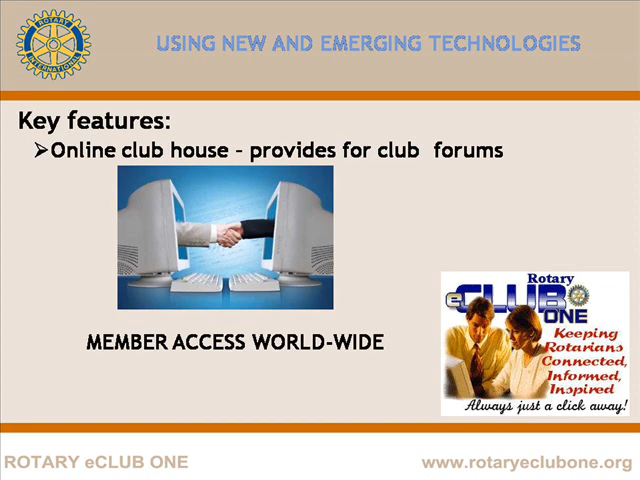 ROTARY
INTERNATIONAL
USING NEW AND EMERGING TECHNOLOGIES
Key features:
➢Online club house – provides for club forums
MEMBER ACCESS WORLD-WIDE
Rotary
eCLUB
ONE
Keeping
Rotarians
Connected,
Informed,
Inspired
Always just a click away!
ROTARY eCLUB ONE
www.rotaryeclubone.org